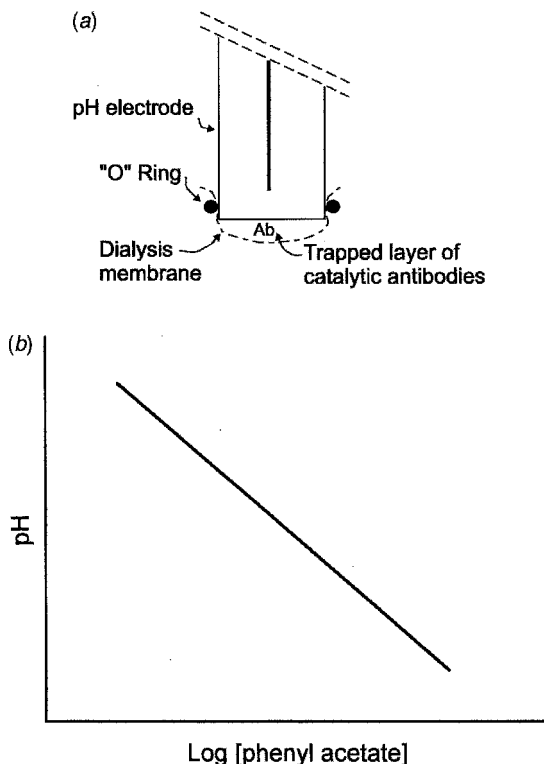 (a)
pH electrode
"O" Ring
Ab
Dialysis
membrane
Trapped layer of
catalytic antibodies
(b)
pH
Log [phenyl acetate]